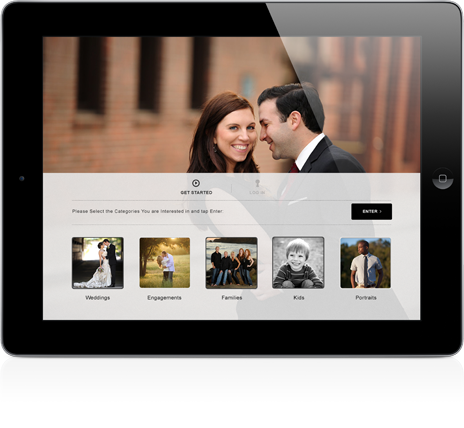 GET STARTED
LOG IN
Please Select the Categories You are Interested in and tap Enter.
ENTER ›
Weddings
Engagements
Families
Kids
Portraits